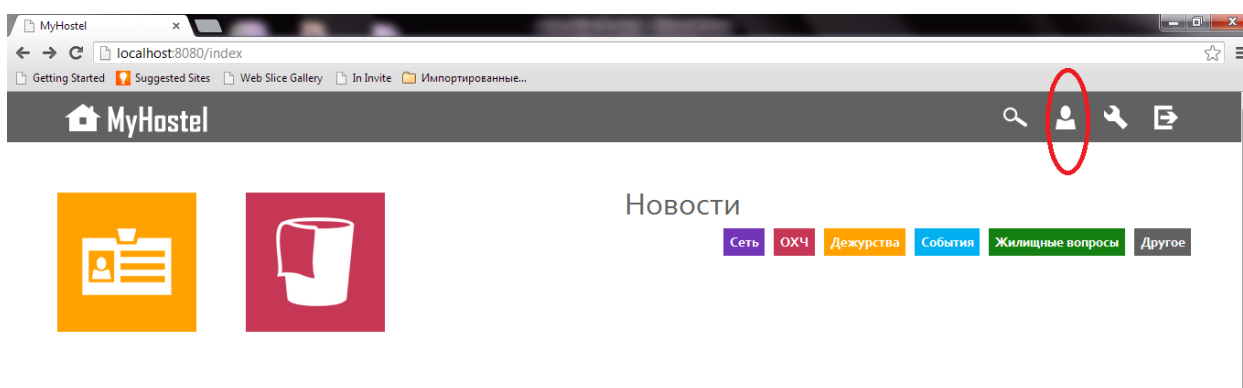 MyHostel
localhost:8080/index
Getting Started Suggested Sites Web Slice Gallery In Invite Импортированные...
MyHostel
Новости
Сеть ОХЧ Дежурства События Жилищные вопросы Другое